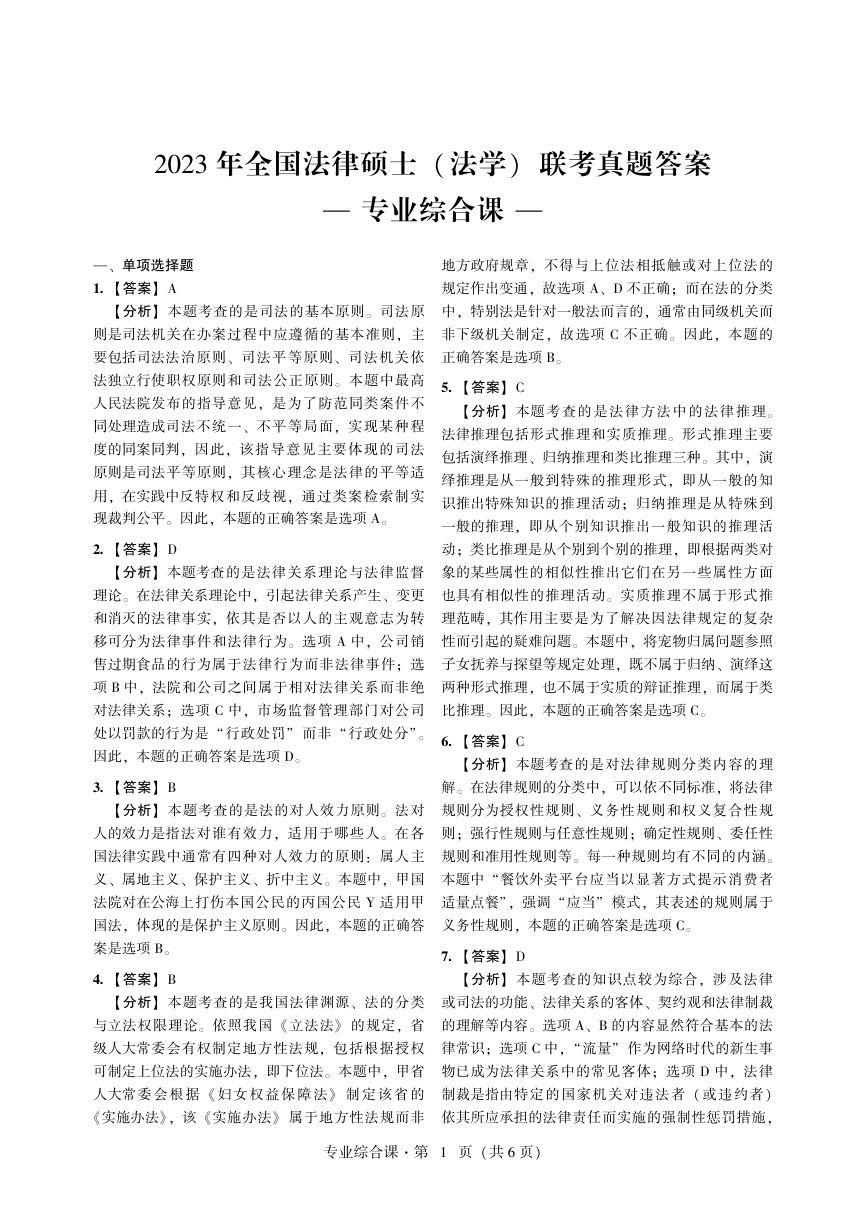 2023 年全国法律硕士（法学）联考真题答案
— 专业综合课 —
一、单项选择题
1. 【答案】A
【分析】本题考查的是司法的基本原则。司法原
则是司法机关在办案过程中应遵循的基本准则，主
要包括司法法治原则、司法平等原则、司法机关依
法独立行使职权原则和司法公正原则。本题中最高
人民法院发布的指导意见，是为了防范同类案件不
同处理造成司法不统一、不平等局面，实现某种程
度的同案同判，因此，该指导意见主要体现的司法
原则是司法平等原则，其核心理念是法律的平等适
用，在实践中反特权和反歧视，通过类案检索制实
现裁判公平。因此，本题的正确答案是选项 A。
2. 【答案】D
【分析】本题考查的是法律关系理论与法律监督
理论。在法律关系理论中，引起法律关系产生、变更
和消灭的法律事实，依其是否以人的主观意志为转
移可分为法律事件和法律行为。选项 A 中，公司销
售过期食品的行为属于法律行为而非法律事件；选
项 B 中，法院和公司之间属于相对法律关系而非绝
对法律关系；选项 C 中，市场监督管理部门对公司
处以罚款的行为是“行政处罚”而非“行政处分”。
因此，本题的正确答案是选项 D。
3. 【答案】B
【分析】本题考查的是法的对人效力原则。法对
人的效力是指法对谁有效力，适用于哪些人。在各
国法律实践中通常有四种对人效力的原则：属人主
义、属地主义、保护主义、折中主义。本题中，甲国
法院对在公海上打伤本国公民的丙国公民 Y 适用甲
国法，体现的是保护主义原则。因此，本题的正确答
案是选项 B。
4. 【答案】B
【分析】本题考查的是我国法律渊源、法的分类
与立法权限理论。依照我国《立法法》的规定，省
级人大常委会有权制定地方性法规，包括根据授权
可制定上位法的实施办法，即下位法。本题中，甲省
人大常委会根据《妇女权益保障法》制定该省的
《实施办法》，该《实施办法》属于地方性法规而非
地方政府规章，不得与上位法相抵触或对上位法的
规定作出变通，故选项 A、D 不正确；而在法的分类
中，特别法是针对一般法而言的，通常由同级机关而
非下级机关制定，故选项 C 不正确。因此，本题的
正确答案是选项 B。
5. 【答案】C
【分析】本题考查的是法律方法中的法律推理。
法律推理包括形式推理和实质推理。形式推理主要
包括演绎推理、归纳推理和类比推理三种。其中，演
绎推理是从一般到特殊的推理形式，即从一般的知
识推出特殊知识的推理活动；归纳推理是从特殊到
一般的推理，即从个别知识推出一般知识的推理活
动；类比推理是从个别到个别的推理，即根据两类对
象的某些属性的相似性推出它们在另一些属性方面
也具有相似性的推理活动。实质推理不属于形式推
理范畴，其作用主要是为了解决因法律规定的复杂
性而引起的疑难问题。本题中，将宠物归属问题参照
子女抚养与探望等规定处理，既不属于归纳、演绎这
两种形式推理，也不属于实质的辩证推理，而属于类
比推理。因此，本题的正确答案是选项 C。
6. 【答案】C
【分析】本题考查的是对法律规则分类内容的理
解。在法律规则的分类中，可以依不同标准，将法律
规则分为授权性规则、义务性规则和权义复合性规
则；强行性规则与任意性规则；确定性规则、委任性
规则和准用性规则等。每一种规则均有不同的内涵。
本题中“餐饮外卖平台应当以显著方式提示消费者
适量点餐”，强调“应当”模式，其表述的规则属于
义务性规则，本题的正确答案是选项 C。
7. 【答案】D
【分析】本题考查的知识点较为综合，涉及法律
或司法的功能、法律关系的客体、契约观和法律制裁
的理解等内容。选项 A、B 的内容显然符合基本的法
律常识；选项 C 中，“流量”作为网络时代的新生事
物已成为法律关系中的常见客体；选项 D 中，法律
制裁是指由特定的国家机关对违法者（或违约者）
依其所应承担的法律责任而实施的强制性惩罚措施，
专业综合课·第 1 页（共 6 页）